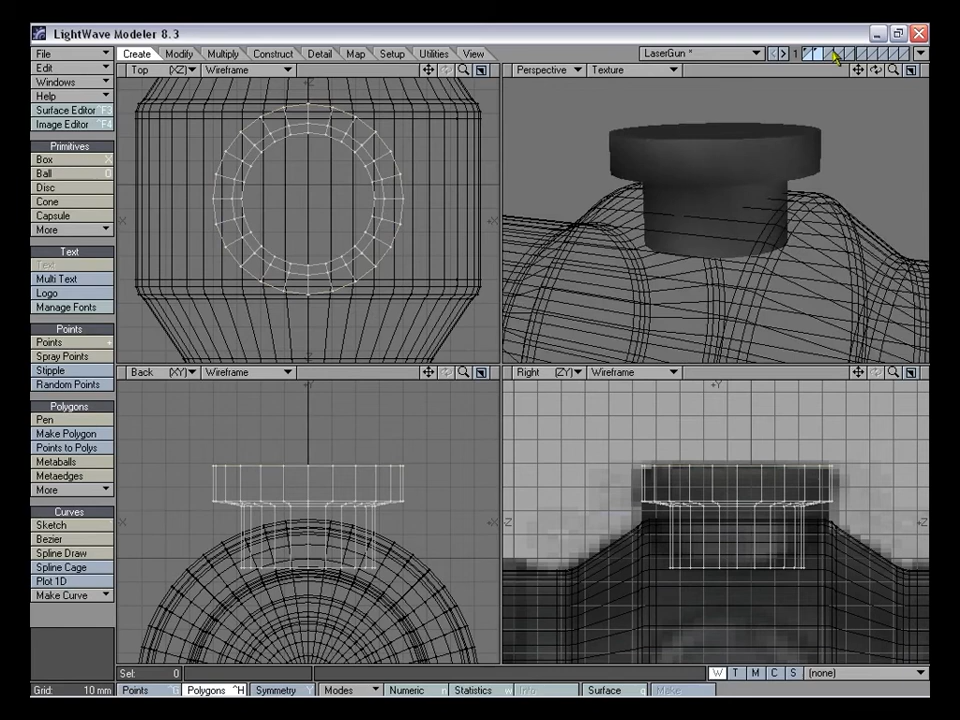 LightWave Modeler 8.3
File Create Modify Multiply Construct Detail Map Setup Utilities View LaserGun * 1
Edit Top (XZ) Wireframe Perspective Texture
Windows
Help
Surface Editor F3
Image Editor ^F4
Primitives
Box X
Ball O
Disc
Cone
Capsule
More
Text
Text
Multi Text
Logo
Manage Fonts
Points
Points +
Spray Points
Stipple
Back (XY) Wireframe Right (ZY) Wireframe
Random Points
Polygons
Pen
Make Polygon
Points to Polys
Metaballs
Metaedges
More
Curves
Sketch
Bezier
Spline Draw
Spline Cage
Plot 1D
Make Curve
Sel: 0 W T M C S (none)
Grid: 10 mm Points ^G Polygons ^H Symmetry Y Modes Numeric n Statistics w Info Surface q Make